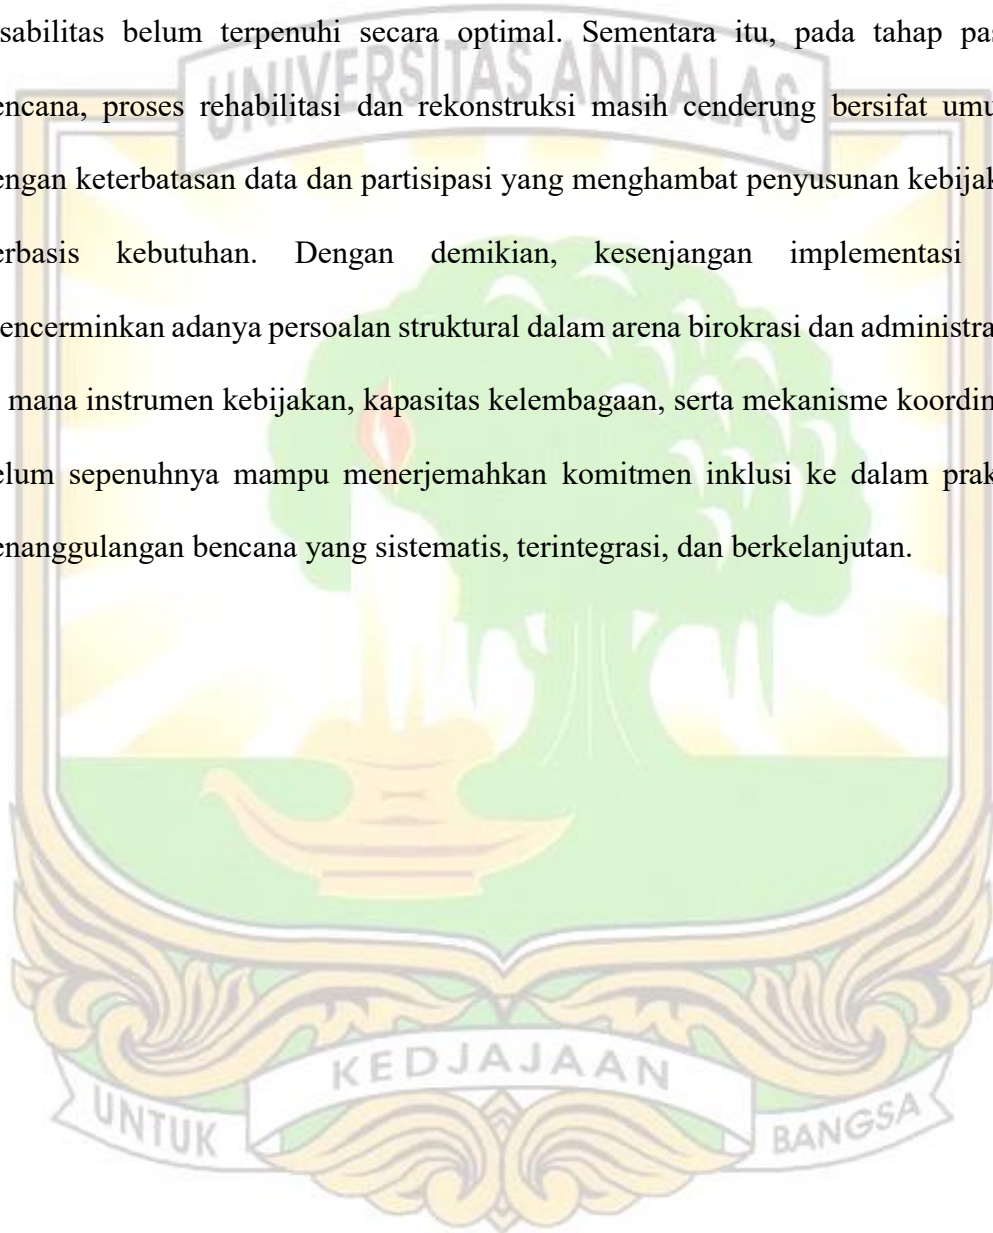 UNIVERSITAS ANDALAS
sabilitas belum terpenuhi secara optimal. Sementara itu, pada tahap pas
encana, proses rehabilitasi dan rekonstruksi masih cenderung bersifat umu
engan keterbatasan data dan partisipasi yang menghambat penyusunan kebijak
erbasis kebutuhan. Dengan demikian, kesenjangan implementasi
encerminkan adanya persoalan struktural dalam arena birokrasi dan administra
mana instrumen kebijakan, kapasitas kelembagaan, serta mekanisme koordin
elum sepenuhnya mampu menerjemahkan komitmen inklusi ke dalam prak
enanggulangan bencana yang sistematis, terintegrasi, dan berkelanjutan.
KEDJAJAAN
UNTUK
BANGSA